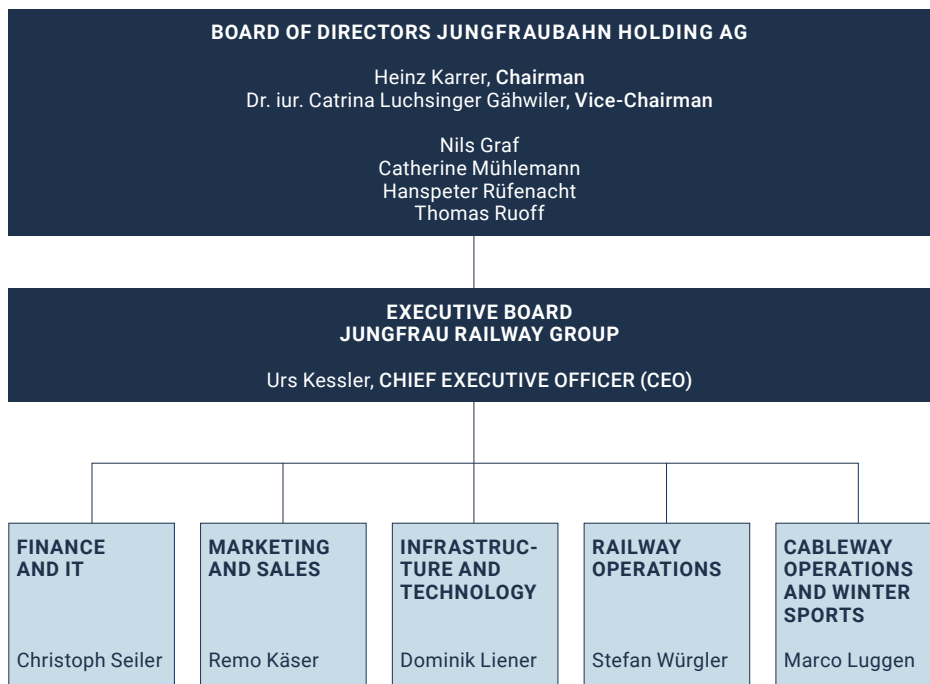 BOARD OF DIRECTORS JUNGFRAUBAHN HOLDING AG
Heinz Karrer, Chairman
Dr. iur. Catrina Luchsinger Gähwiler, Vice-Chairman
Nils Graf
Catherine Mühlemann
Hanspeter Rüfenacht
Thomas Ruoff
EXECUTIVE BOARD
JUNGFRAU RAILWAY GROUP
Urs Kessler, CHIEF EXECUTIVE OFFICER (CEO)
FINANCE
AND IT
Christoph Seiler
MARKETING
AND SALES
Remo Käser
INFRASTRUC-
TURE AND
TECHNOLOGY
Dominik Liener
RAILWAY
OPERATIONS
Stefan Würgler
CABLEWAY
OPERATIONS
AND WINTER
SPORTS
Marco Luggen